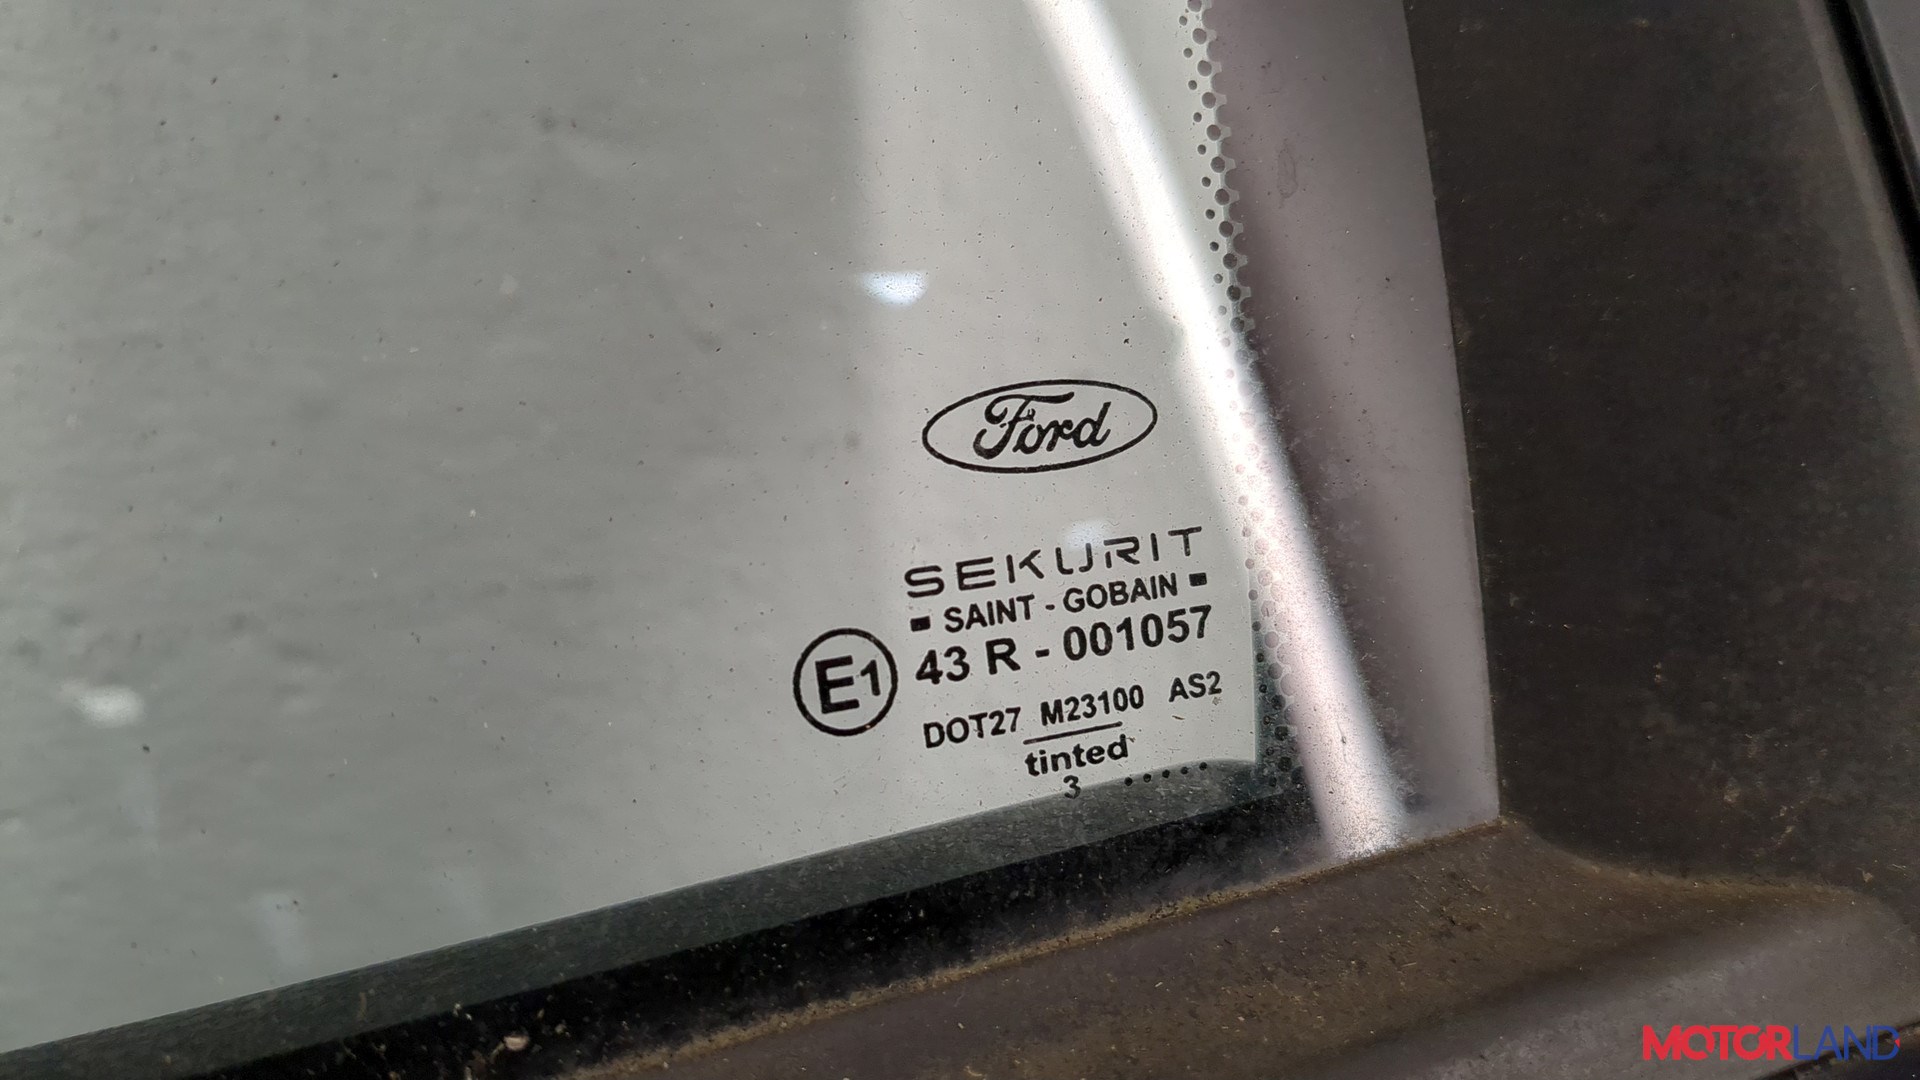 Ford
SEKURIT
SAINT - GOBAIN
E1 43 R - 001057
DOT27 M23100 AS2
tinted
3 .....
MOTORLAND